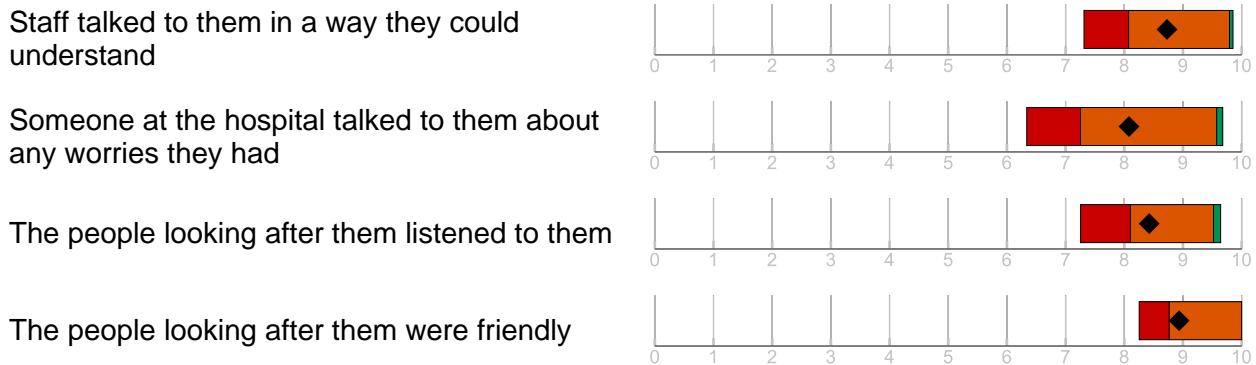 Staff talked to them in a way they could
understand
0 1 2 3 4 5 6 7 8 9 10
Someone at the hospital talked to them about
any worries they had
0 1 2 3 4 5 6 7 8 9 10
The people looking after them listened to them
0 1 2 3 4 5 6 7 8 9 10
The people looking after them were friendly
0 1 2 3 4 5 6 7 8 9 10